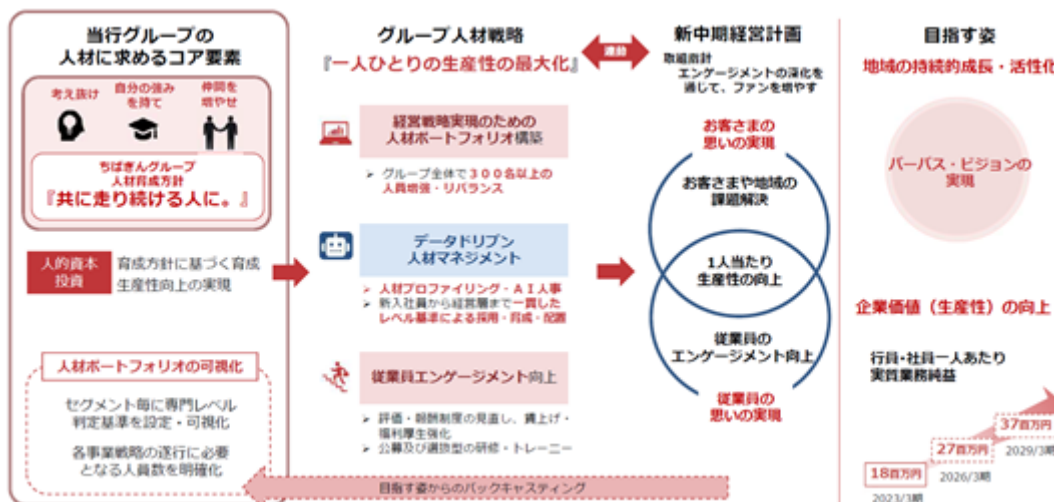 当行グループの
人材に求めるコア要素
考え抜け
自分の強み
を持て
仲間を
増やせ
ちばぎんグループ
人材育成方針
『共に走り続ける人に。』
人的資本
投資
育成方針に基づく育成
生産性向上の実現
人材ポートフォリオの可視化
セグメント毎に専門レベル
判定基準を設定・可視化
各事業戦略の遂行に必要
となる人員数を明確化
グループ人材戦略
『一人ひとりの生産性の最大化』
経営戦略実現のための
人材ポートフォリオ構築
➢ グループ全体で300名以上の
人員増強・リバランス
データドリブン
人材マネジメント
➢ 人材プロファイリング・AI人事
➢ 新入社員から経営層まで一貫した
レベル基準による採用・育成・配置
従業員エンゲージメント向上
➢ 評価・報酬制度の見直し、賃上げ・
福利厚生強化
➢ 公募及び選抜型の研修・トレーニー
目指す姿からのバックキャスティング
連動
新中期経営計画
取組指針
エンゲージメントの深化を
通じて、ファンを増やす
お客さまの
思いの実現
お客さまや地域の
課題解決
1人当たり
生産性の向上
従業員の
エンゲージメント向上
従業員の
思いの実現
目指す姿
地域の持続的成長・活性化
パーパス・ビジョンの
実現
企業価値（生産性）の向上
行員・社員一人あたり
実質業務純益
37百万円
2029/3期
27百万円
2026/3期
18百万円
2023/3期